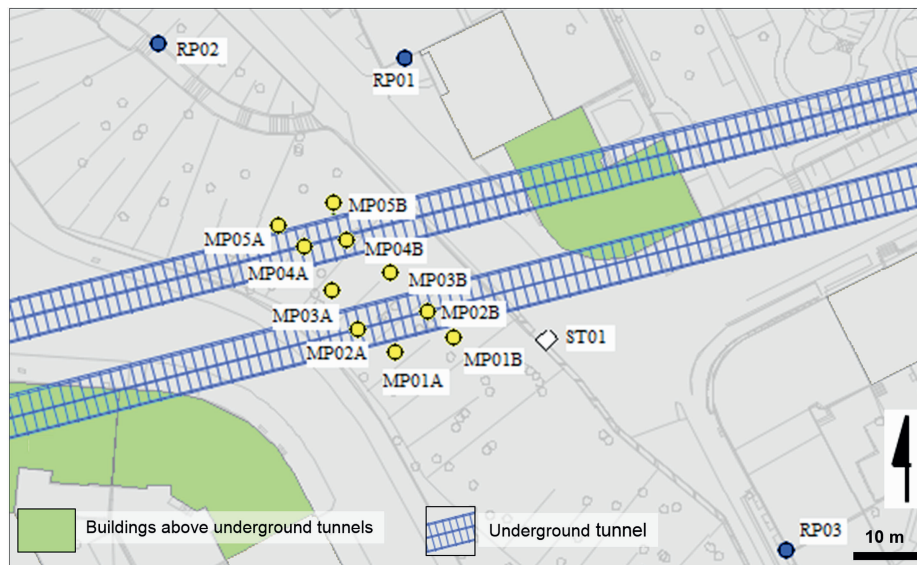 RP02
RP01
MP05B
MP05A
MP04B
MP04A
MP03B
MP03A
MP02B
ST01
MP02A
MP01B
MP01A
Buildings above underground tunnels
Underground tunnel
RP03
10 m